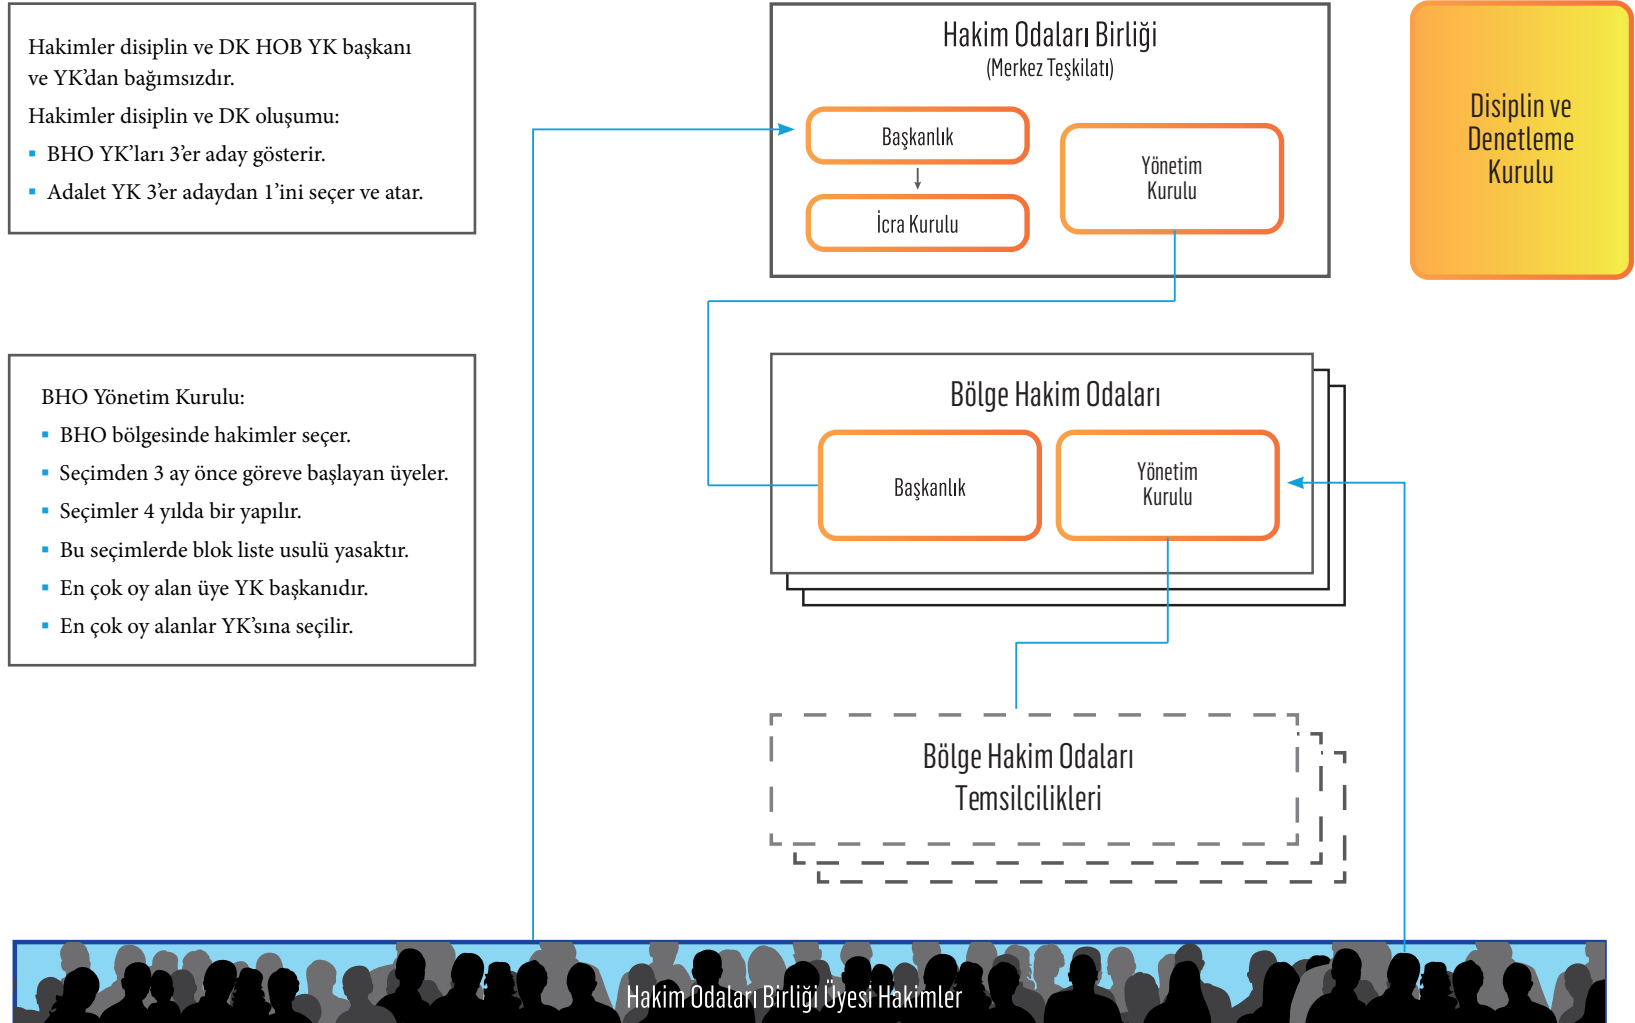 Hakimler disiplin ve DK HOB YK başkanı
ve YK’dan bağımsızdır.
Hakimler disiplin ve DK oluşumu:
▪ BHO YK’ları 3’er aday gösterir.
▪ Adalet YK 3’er adaydan 1’ini seçer ve atar.
Hakim Odaları Birliği
(Merkez Teşkilatı)
Başkanlık
İcra Kurulu
Yönetim
Kurulu
Disiplin ve
Denetleme
Kurulu
BHO Yönetim Kurulu:
▪ BHO bölgesinde hakimler seçer.
▪ Seçimden 3 ay önce göreve başlayan üyeler.
▪ Seçimler 4 yılda bir yapılır.
▪ Bu seçimlerde blok liste usulü yasaktır.
▪ En çok oy alan üye YK başkanıdır.
▪ En çok oy alanlar YK’sına seçilir.
Bölge Hakim Odaları
Başkanlık
Yönetim
Kurulu
Bölge Hakim Odaları
Temsilcilikleri
Hakim Odaları Birliği Üyesi Hakimler